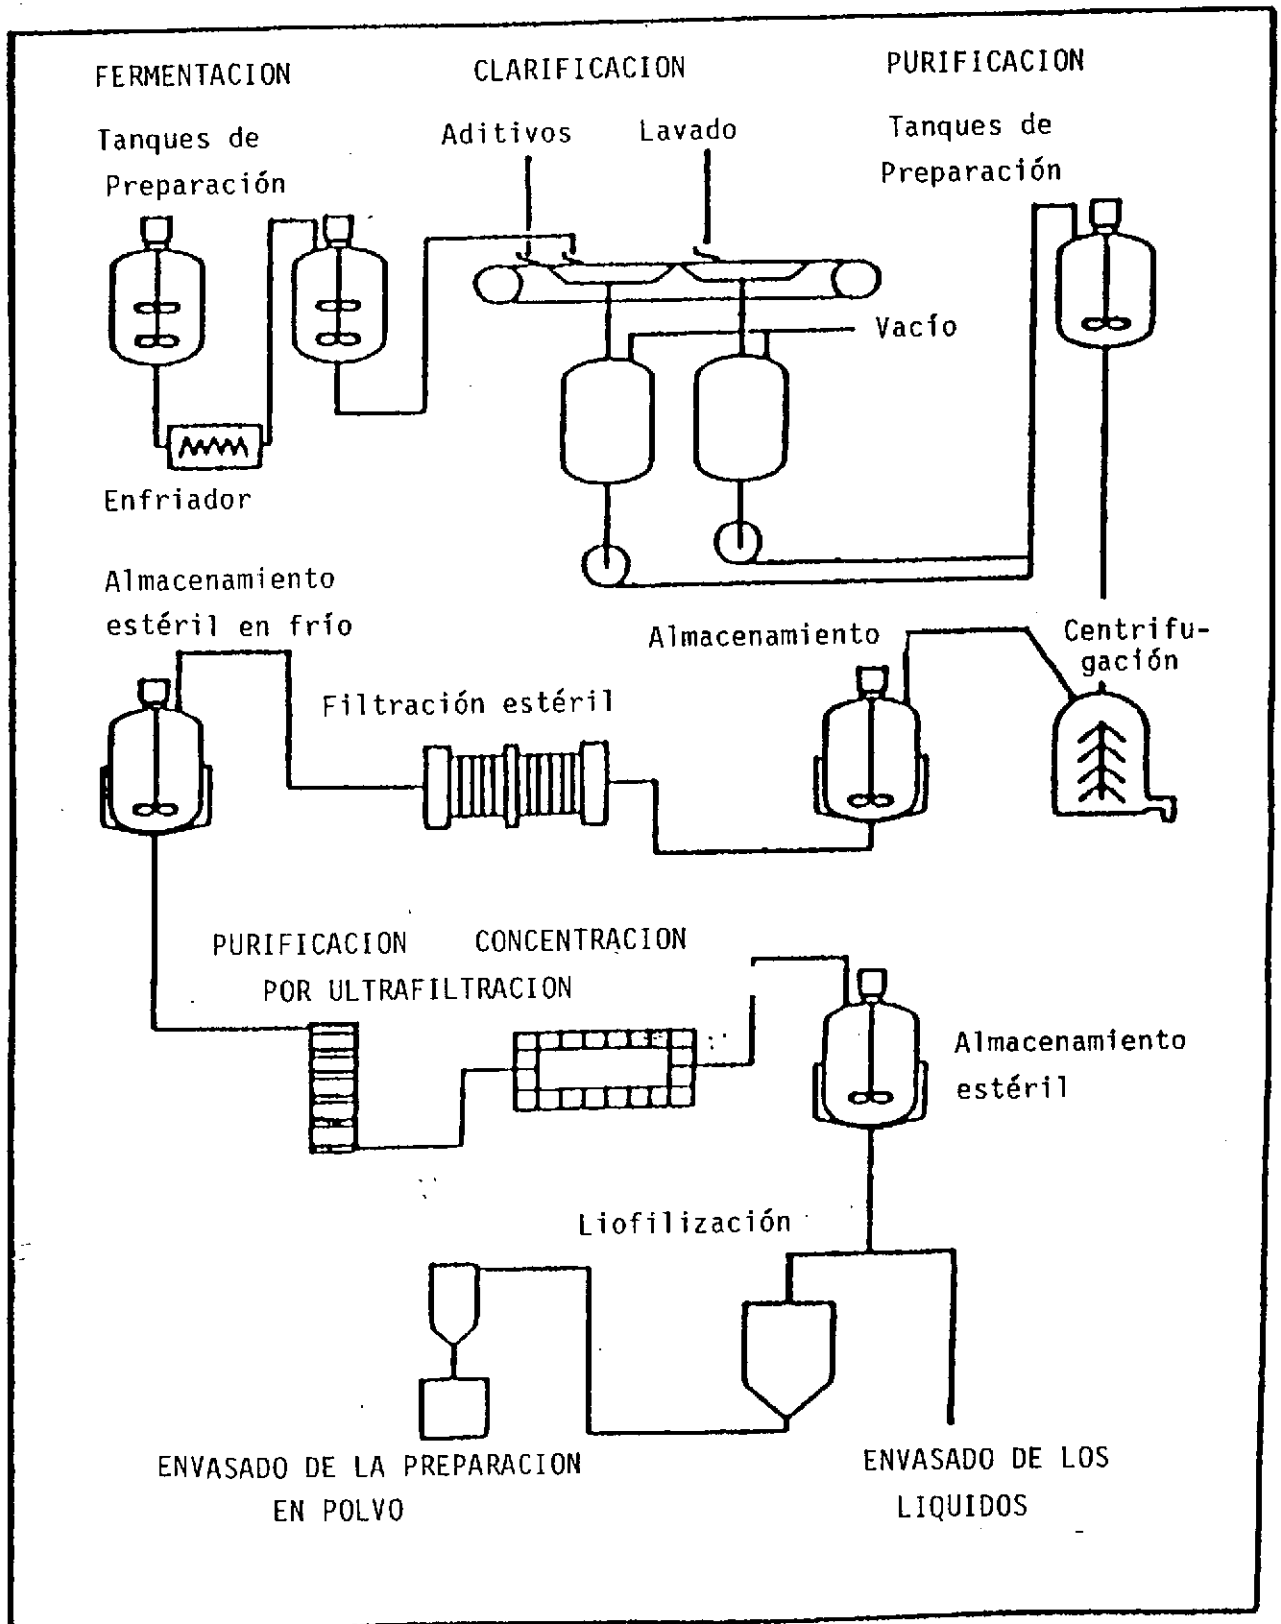 FERMENTACION
CLARIFICACION
PURIFICACION
Tanques de
Preparación
Aditivos
Lavado
Tanques de
Preparación
Vacío
Enfriador
Almacenamiento
estéril en frío
Filtración estéril
Almacenamiento
Centrifu-
gación
PURIFICACION
CONCENTRACION
POR ULTRAFILTRACION
Almacenamiento
estéril
Liofilización
ENVASADO DE LA PREPARACION
EN POLVO
ENVASADO DE LOS
LIQUIDOS